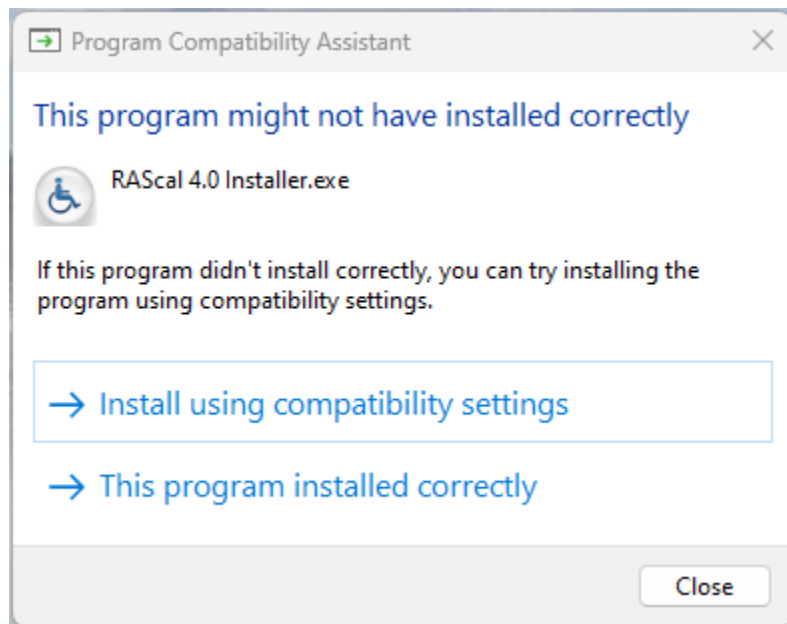 Program Compatibility Assistant
This program might not have installed correctly
RAScal 4.0 Installer.exe
If this program didn't install correctly, you can try installing the
program using compatibility settings.
Install using compatibility settings
This program installed correctly
Close